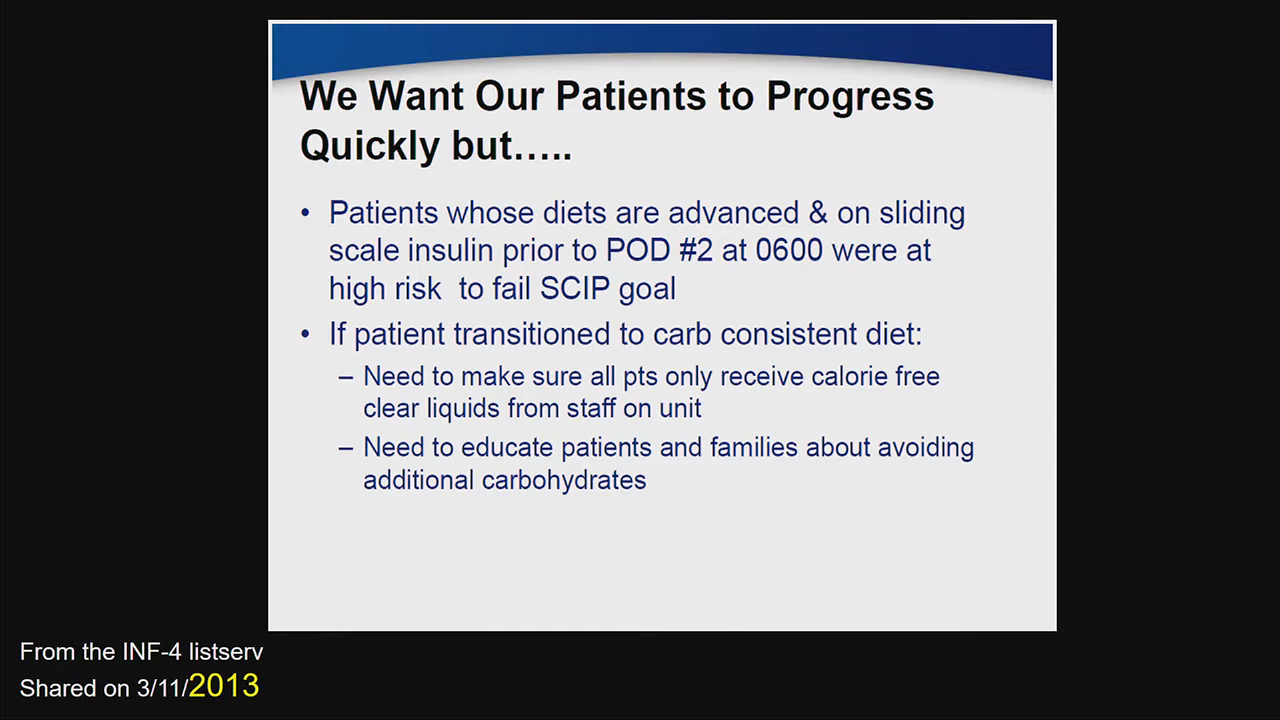 We Want Our Patients to Progress
Quickly but…..
• Patients whose diets are advanced & on sliding
scale insulin prior to POD #2 at 0600 were at
high risk  to fail SCIP goal
• If patient transitioned to carb consistent diet:
– Need to make sure all pts only receive calorie free
clear liquids from staff on unit
– Need to educate patients and families about avoiding
additional carbohydrates
From the INF-4 listserv
Shared on 3/11/2013